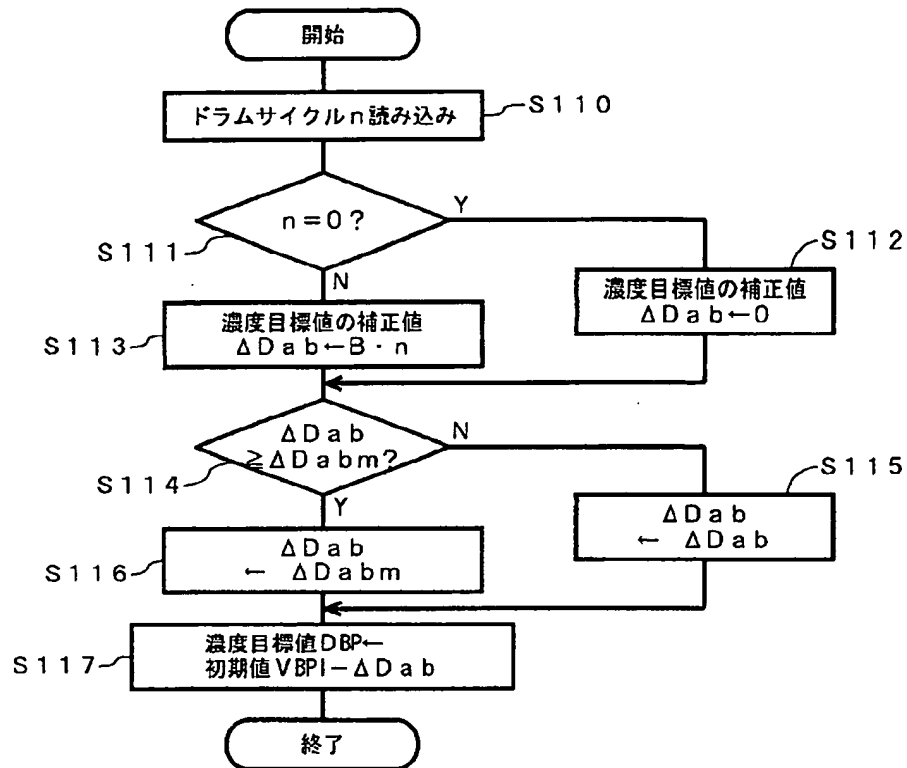 開始
ドラムサイクルn読み込み
S110
n=0?
Y
S111
N
S112
濃度目標値の補正値
ΔDab←0
濃度目標値の補正値
ΔDab←B・n
S113
ΔDab
≧ΔDabm?
N
S114
Y
S115
ΔDab
← ΔDab
ΔDab
← ΔDabm
S116
濃度目標値DBP←
初期値VBPI−ΔDab
S117
終了